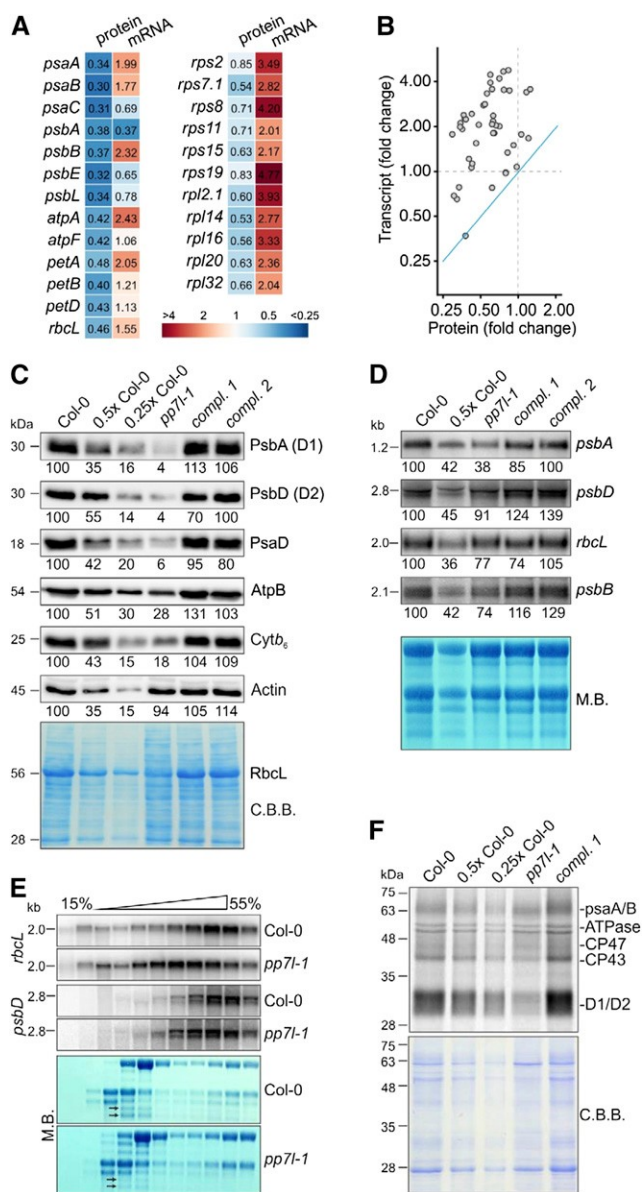 A
protein mRNA
psaA 0.34 1.99
psaB 0.30 1.77
psaC 0.31 0.69
psbA 0.38 0.37
psbB 0.37 2.32
psbE 0.32 0.65
psbL 0.34 0.78
atpA 0.42 2.43
atpF 0.42 1.06
petA 0.48 2.05
petB 0.40 1.21
petD 0.43 1.13
rbcL 0.46 1.55
protein mRNA
rps2 0.85 3.49
rps7.1 0.54 2.82
rps8 0.71 4.20
rps11 0.71 2.01
rps15 0.63 2.17
rps19 0.83 4.77
rpl2.1 0.60 3.93
rpl14 0.53 2.77
rpl16 0.56 3.33
rpl20 0.63 2.36
rpl32 0.66 2.04
>4 2 1 0.5 <0.25
B
Transcript (fold change)
4.00
2.00
1.00
0.50
0.25
0.25 0.50 1.00 2.00
Protein (fold change)
C
kDa Col-0 0.5x Col-0 0.25x Col-0 pp7l-1 compl. 1 compl. 2
30 PsbA (D1)
100 35 16 4 113 106
30 PsbD (D2)
100 55 14 4 70 100
18 PsaD
100 42 20 6 95 80
54 AtpB
100 51 30 28 131 103
25 Cytb6
100 43 15 18 104 109
45 Actin
100 35 15 94 105 114
56 RbcL
C.B.B.
28
D
kb Col-0 0.5x Col-0 pp7l-1 compl. 1 compl. 2
1.2 psbA
100 42 38 85 100
2.8 psbD
100 45 91 124 139
2.0 rbcL
100 36 77 74 105
2.1 psbB
100 42 74 116 129
M.B.
E
15% 55%
kb
rbcL
2.0 Col-0
2.0 pp7l-1
psbD
2.8 Col-0
2.8 pp7l-1
M.B.
Col-0
pp7l-1
F
kDa Col-0 0.5x Col-0 0.25x Col-0 pp7l-1 compl. 1
75
63 psaA/B
ATPase
48 CP47
CP43
35
D1/D2
28
75
63
48
35
28
C.B.B.